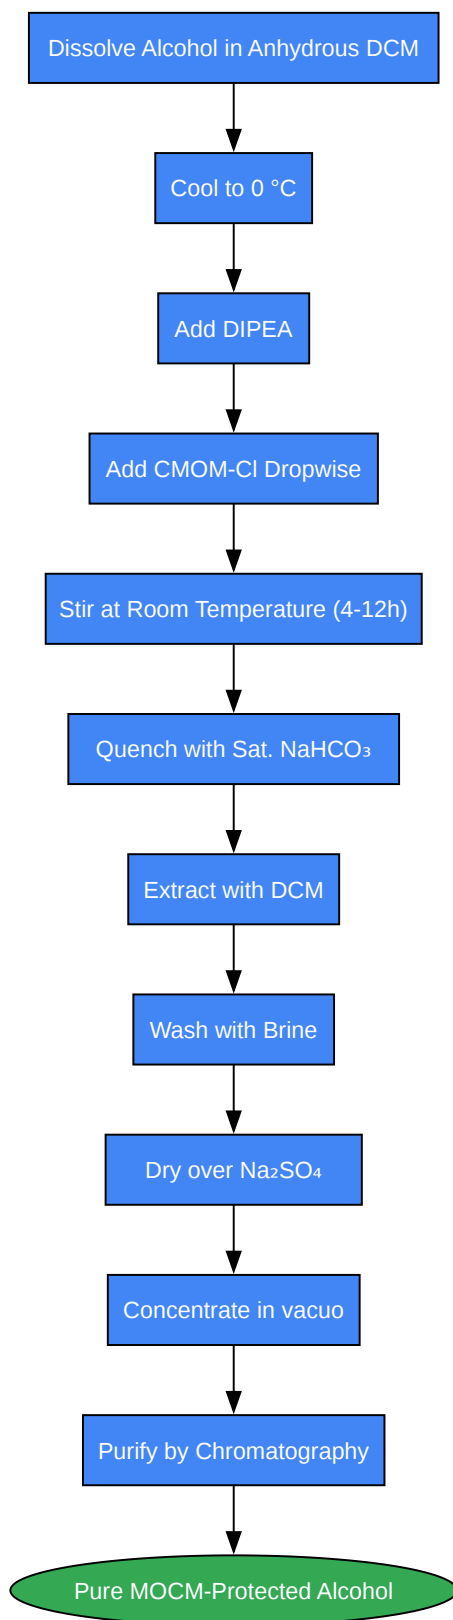 Dissolve Alcohol in Anhydrous DCM
Cool to 0 °C
Add DIPEA
Add CMOM-Cl Dropwise
Stir at Room Temperature (4-12h)
Quench with Sat. NaHCO₃
Extract with DCM
Wash with Brine
Dry over Na₂SO₄
Concentrate in vacuo
Purify by Chromatography
Pure MOCM-Protected Alcohol